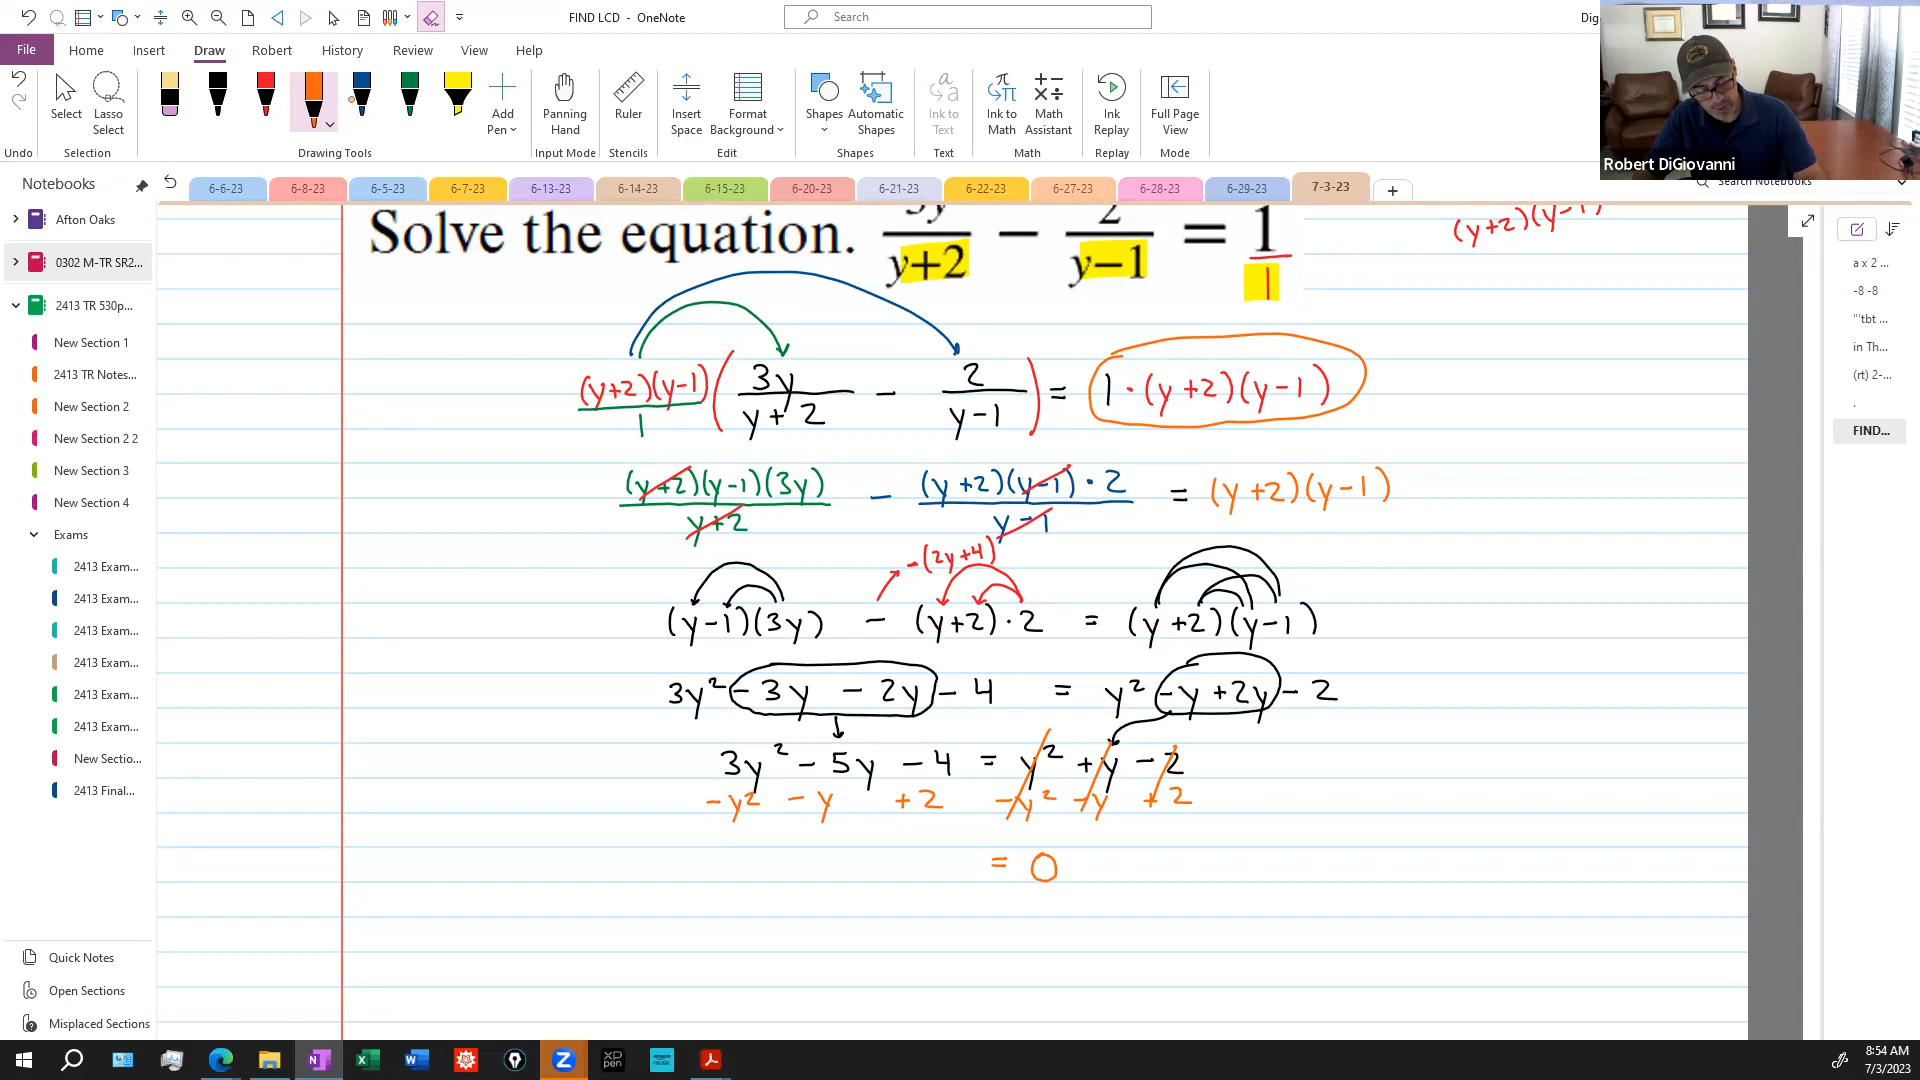 FIND LCD - OneNote
Search
Robert DiGiovanni
File Home Insert Draw Robert History Review View Help
Select Lasso Select Add Pen Panning Hand Ruler Insert Space Format Background Shapes Automatic Shapes Ink to Text Ink to Math Math Assistant Ink Replay Full Page View
Undo Selection Drawing Tools Input Mode Stencils Edit Shapes Text Math Replay Mode
Notebooks
6-6-23 6-8-23 6-5-23 6-7-23 6-13-23 6-14-23 6-15-23 6-20-23 6-21-23 6-22-23 6-27-23 6-28-23 6-29-23 7-3-23 +
Search Notebooks
Afton Oaks
0302 M-TR SR2...
2413 TR 530p...
New Section 1
2413 TR Notes...
New Section 2
New Section 2 2
New Section 3
New Section 4
Exams
2413 Exam...
2413 Exam...
2413 Exam...
2413 Exam...
2413 Exam...
2413 Exam...
New Sectio...
2413 Final...
Quick Notes
Open Sections
Misplaced Sections
Solve the equation. 3y/(y+2) − 2/(y−1) = 1/1
(y+2)(y-1)
(y+2)(y-1)/1 (3y/(y+2) - 2/(y-1)) = 1·(y+2)(y-1)
(y+2)(y-1)(3y)/(y+2) - (y+2)(y-1)·2/(y-1) = (y+2)(y-1)
-(2y+4)
(y-1)(3y) - (y+2)·2 = (y+2)(y-1)
3y² - 3y - 2y - 4 = y² - y + 2y - 2
3y² - 5y - 4 = y² + y - 2
-y² -y +2 -y² -y +2
= 0
a x 2 ...
-8 -8
"'tbt ...
in Th...
(rt) 2-...
.
FIND...
8:54 AM
7/3/2023